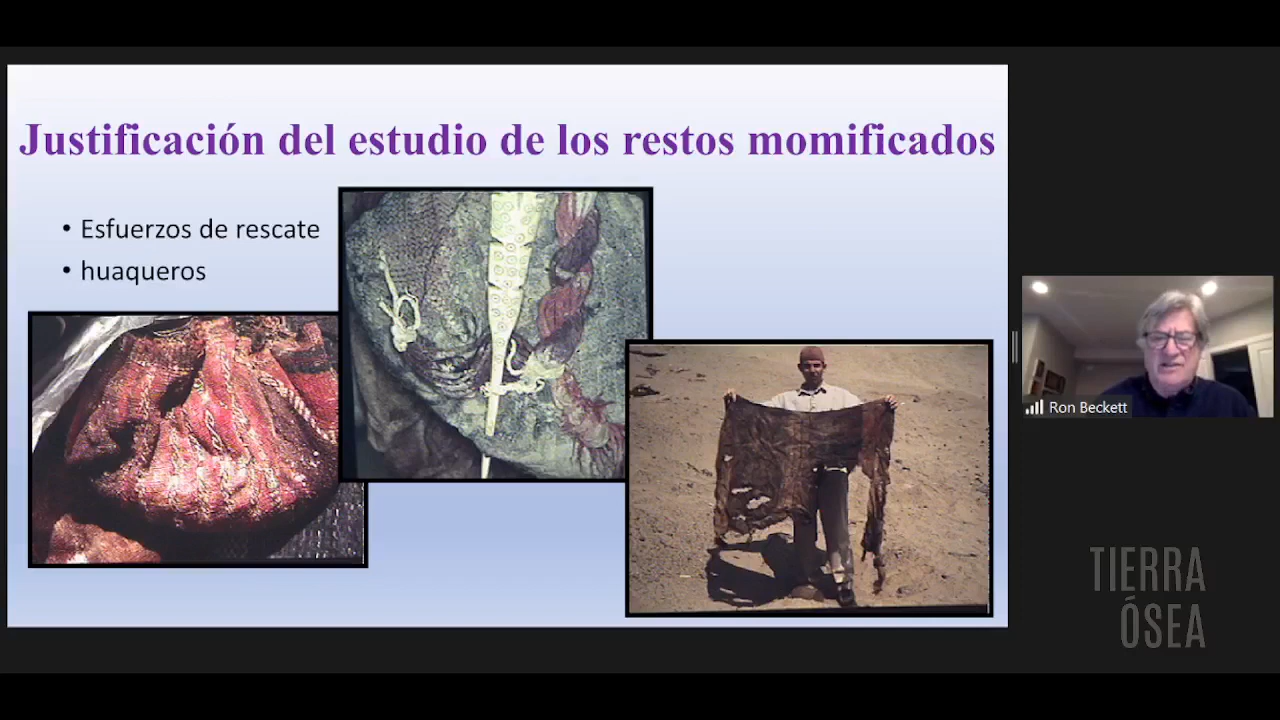 Justificación del estudio de los restos momificados
• Esfuerzos de rescate
• huaqueros
Ron Beckett
TIERRA
ÓSEA